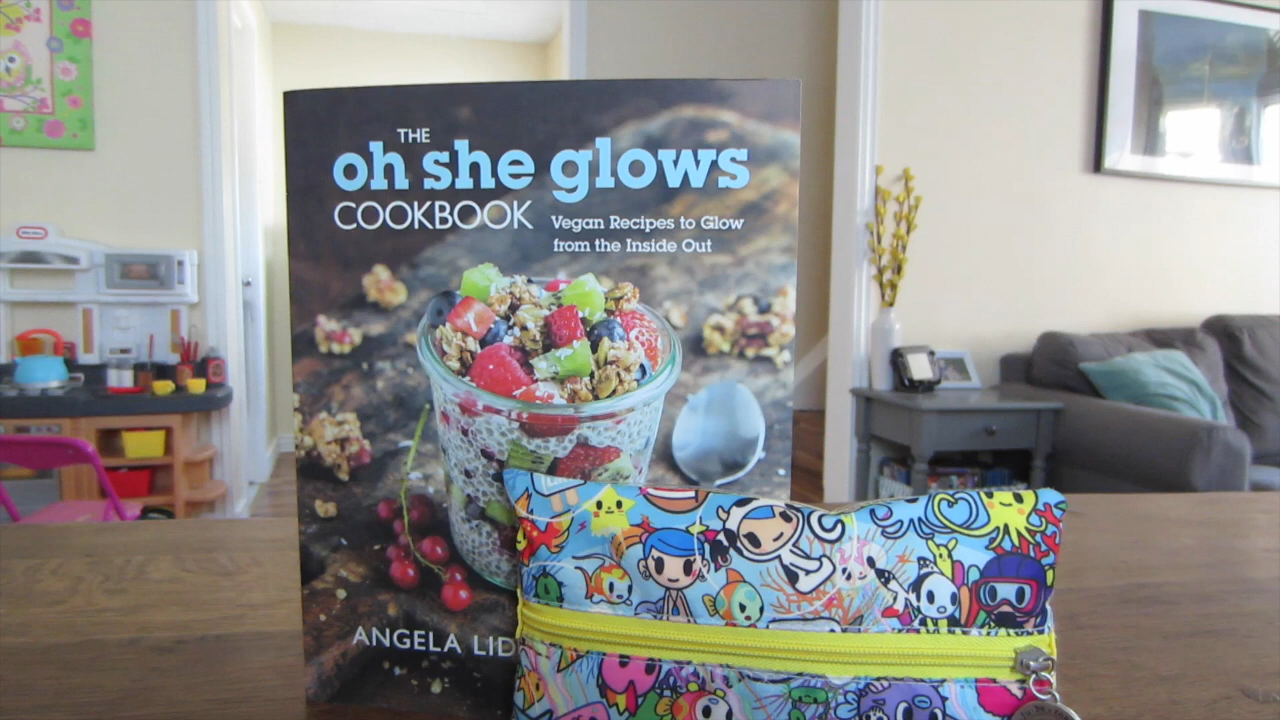 THE
oh she glows
COOKBOOK
Vegan Recipes to Glow
from the Inside Out
ANGELA LID